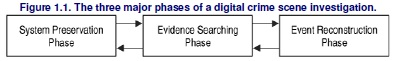 Figure 1.1. The three major phases of a digital crime scene investigation.
System Preservation
Phase
Evidence Searching
Phase
Event Reconstruction
Phase